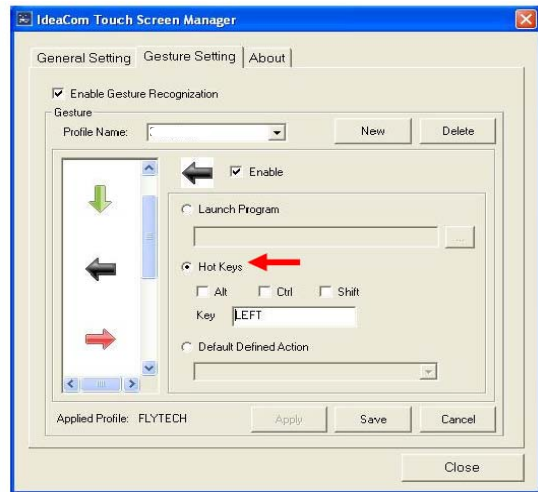 IdeaCom Touch Screen Manager
General Setting Gesture Setting About
Enable Gesture Recognization
Gesture
Profile Name: New Delete
Enable
Launch Program
...
Hot Keys
Alt Ctrl Shift
Key LEFT
Default Defined Action
Applied Profile: FLYTECH Apply Save Cancel
Close